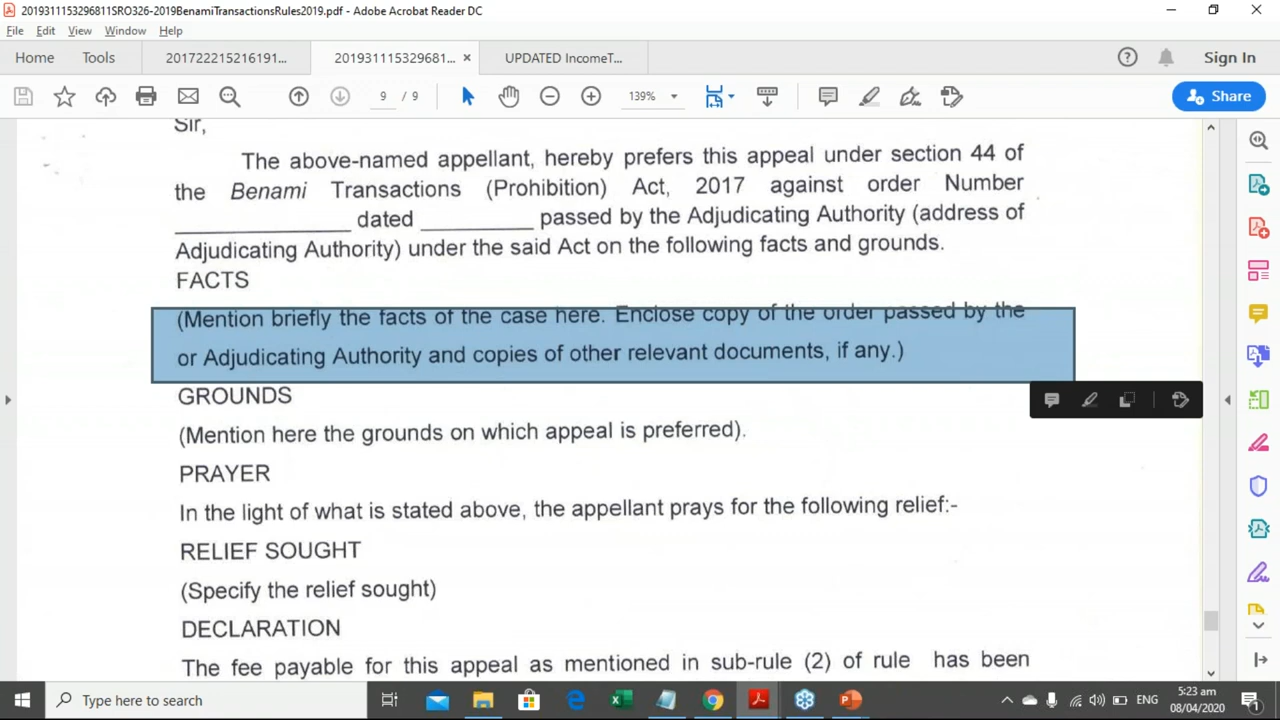 201931115329681​1SRO326-2019BenamiTransactionsRules2019.pdf - Adobe Acrobat Reader DC
File Edit View Window Help
Home Tools 201722215216191... 201931115329681... × UPDATED IncomeT... Sign In
9 / 9 139% Share
Sir,
The above-named appellant, hereby prefers this appeal under section 44 of
the Benami Transactions (Prohibition) Act, 2017 against order Number
_______________ dated __________ passed by the Adjudicating Authority (address of
Adjudicating Authority) under the said Act on the following facts and grounds.
FACTS
(Mention briefly the facts of the case here. Enclose copy of the order passed by the
or Adjudicating Authority and copies of other relevant documents, if any.)
GROUNDS
(Mention here the grounds on which appeal is preferred).
PRAYER
In the light of what is stated above, the appellant prays for the following relief:-
RELIEF SOUGHT
(Specify the relief sought)
DECLARATION
The fee payable for this appeal as mentioned in sub-rule (2) of rule has been
Type here to search
ENG
5:23 am
08/04/2020
1